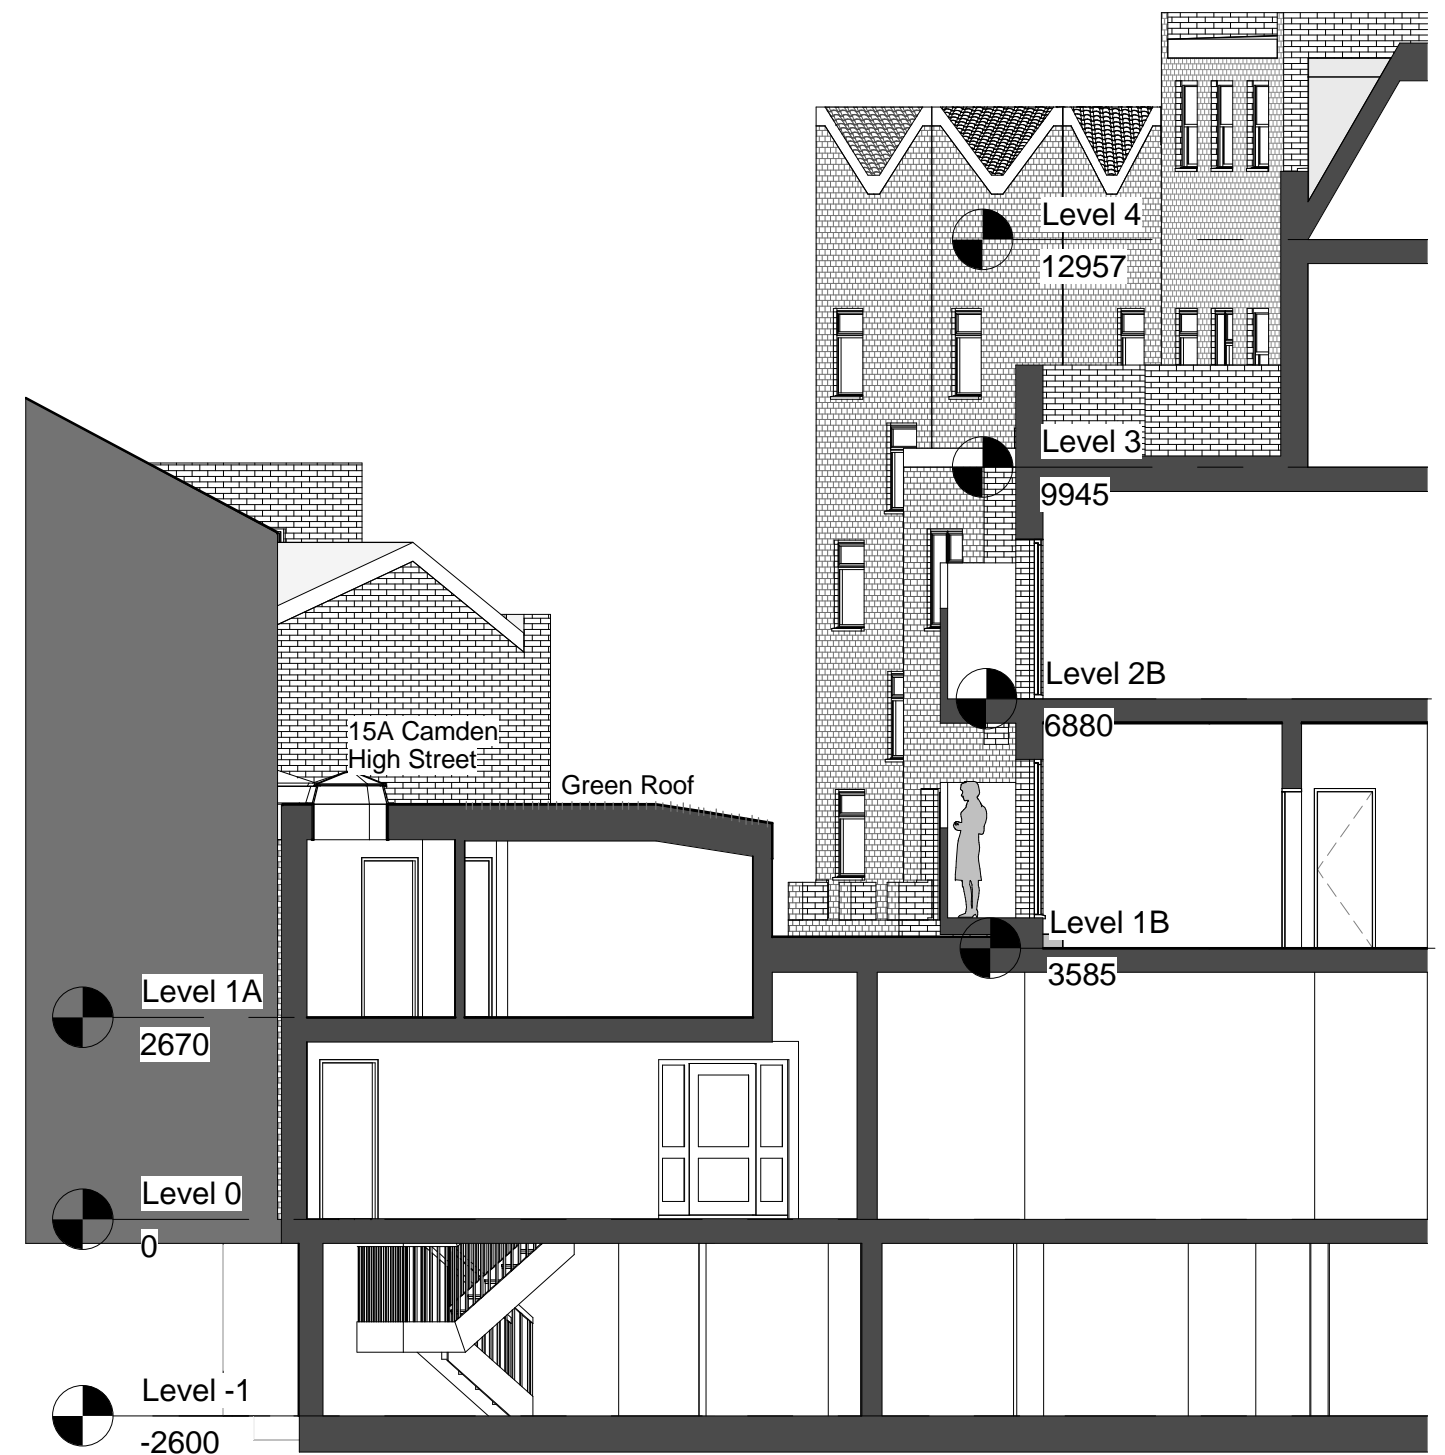 Level 4
12957
Level 3
9945
Level 2B
6880
15A Camden
High Street
Green Roof
Level 1B
3585
Level 1A
2670
Level 0
0
Level -1
-2600